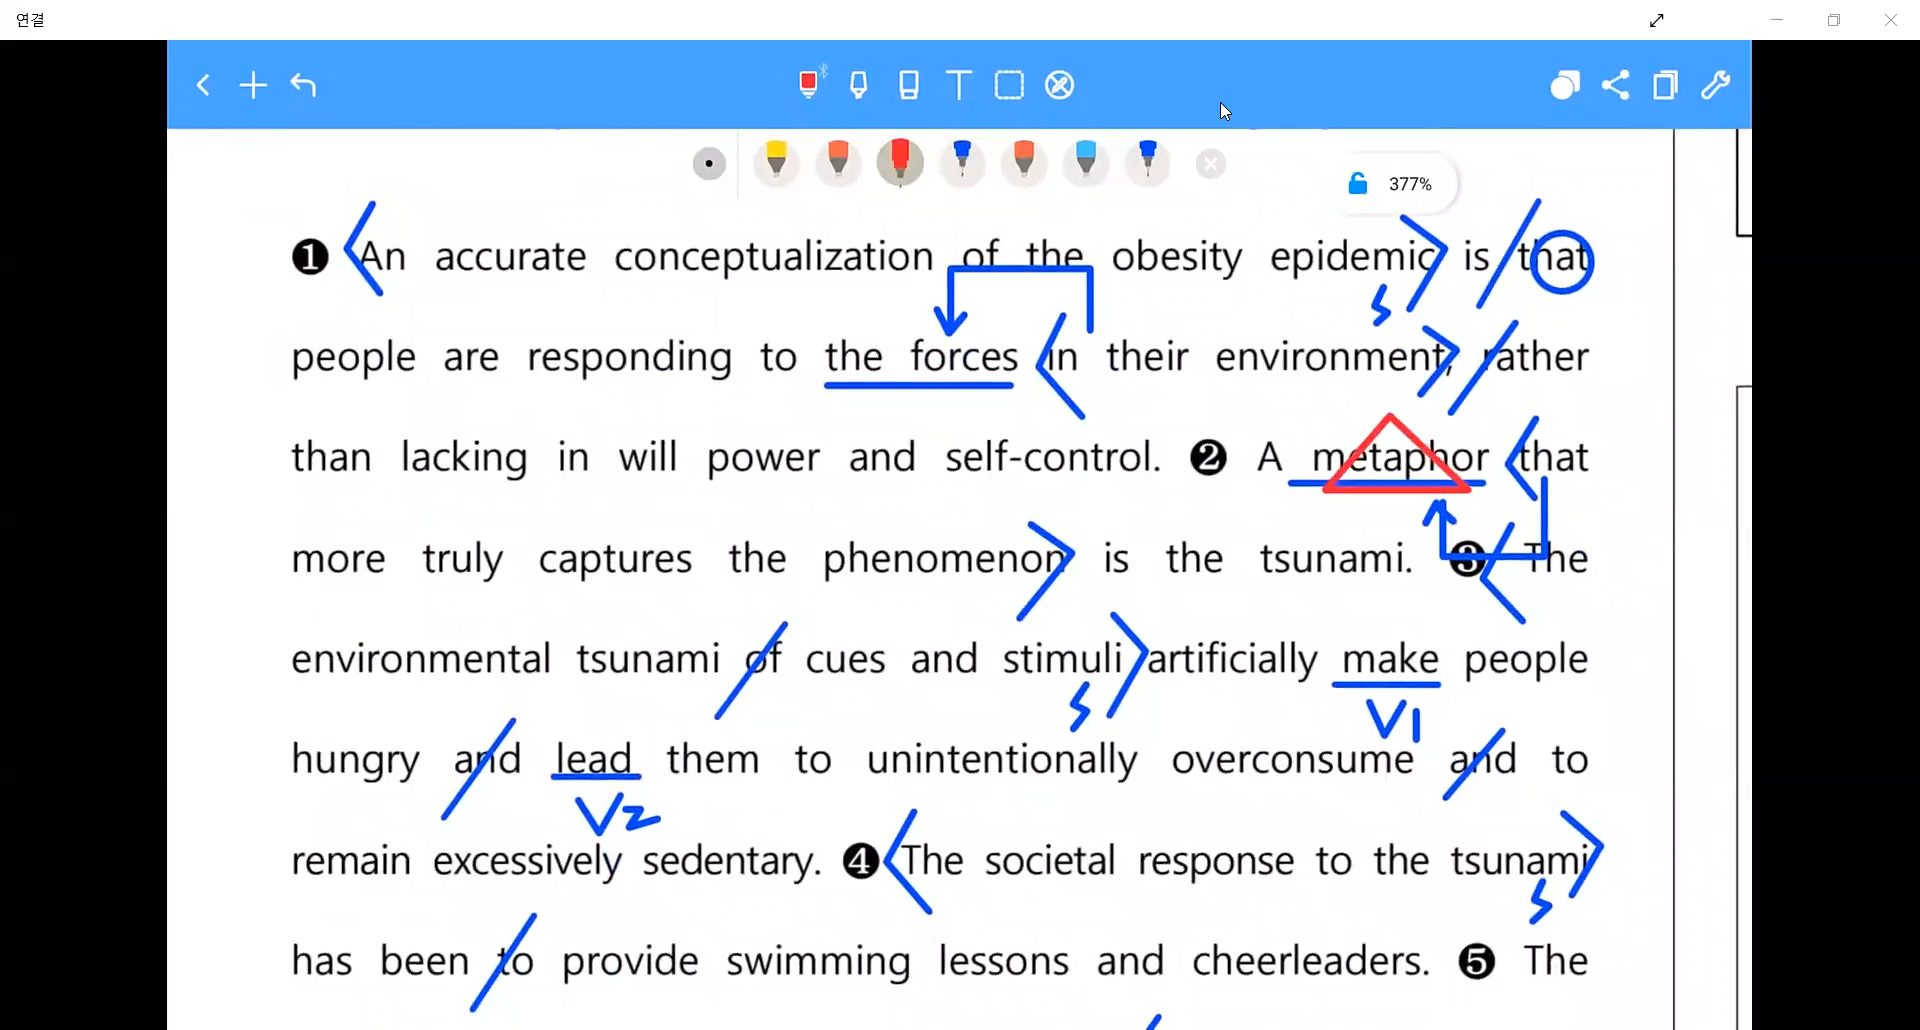 연결
377%
❶ An accurate conceptualization of the obesity epidemic is that
S
people are responding to the forces in their environment, rather
than lacking in will power and self-control. ❷ A metaphor that
more truly captures the phenomenon is the tsunami. ❸ The
environmental tsunami of cues and stimuli artificially make people
S V1
hungry and lead them to unintentionally overconsume and to
V2
remain excessively sedentary. ❹ The societal response to the tsunami
S
has been to provide swimming lessons and cheerleaders. ❺ The